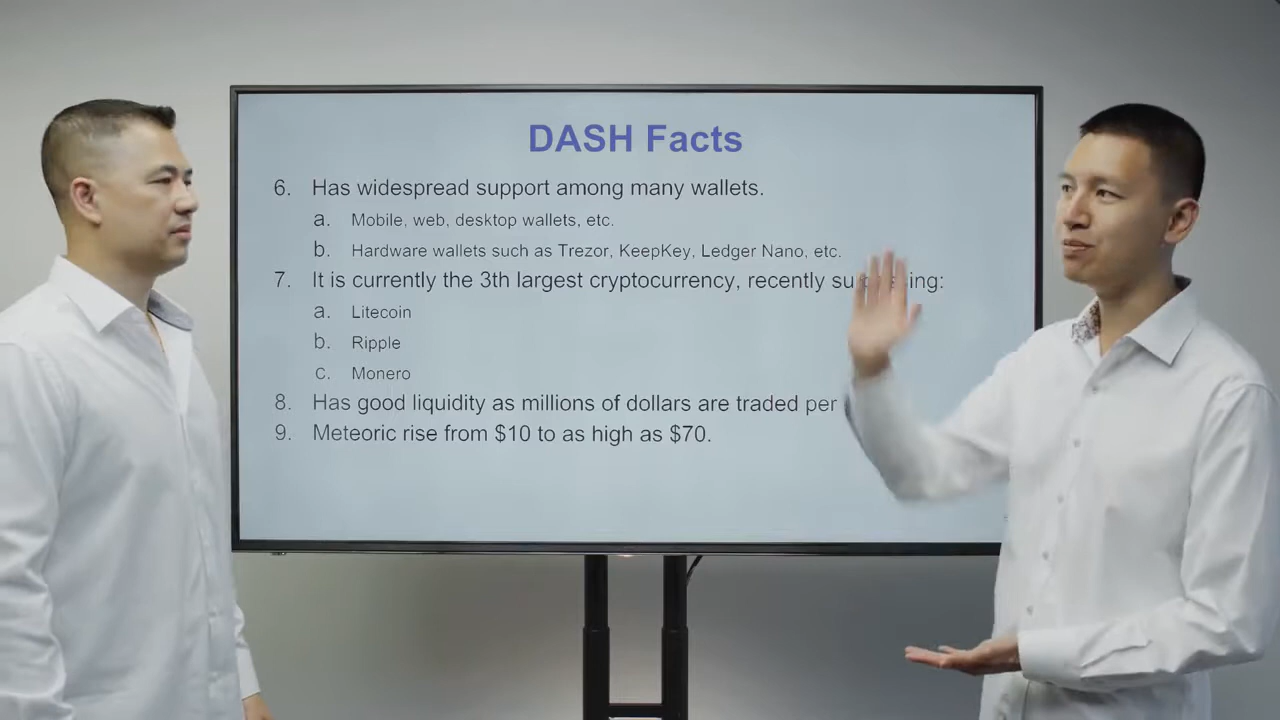 DASH Facts
6. Has widespread support among many wallets.
a. Mobile, web, desktop wallets, etc.
b. Hardware wallets such as Trezor, KeepKey, Ledger Nano, etc.
7. It is currently the 3th largest cryptocurrency, recently
a. Litecoin
b. Ripple
c. Monero
8. Has good liquidity as millions of dollars are traded per
9. Meteoric rise from $10 to as high as $70.